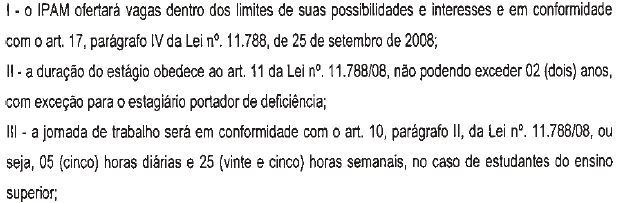 I - o IPAM ofertará vagas dentro dos limites de suas possibilidades e interesses e em conformidade
com o art. 17, parágrafo IV da Lei nº. 11.788, de 25 de setembro de 2008;
II - a duração do estágio obedece ao art. 11 da Lei nº. 11.788/08, não podendo exceder 02 (dois) anos,
com exceção para o estagiário portador de deficiência;
III - a jornada de trabalho será em conformidade com o art. 10, parágrafo II, da Lei nº. 11.788/08, ou
seja, 05 (cinco) horas diárias e 25 (vinte e cinco) horas semanais, no caso de estudantes do ensino
superior;